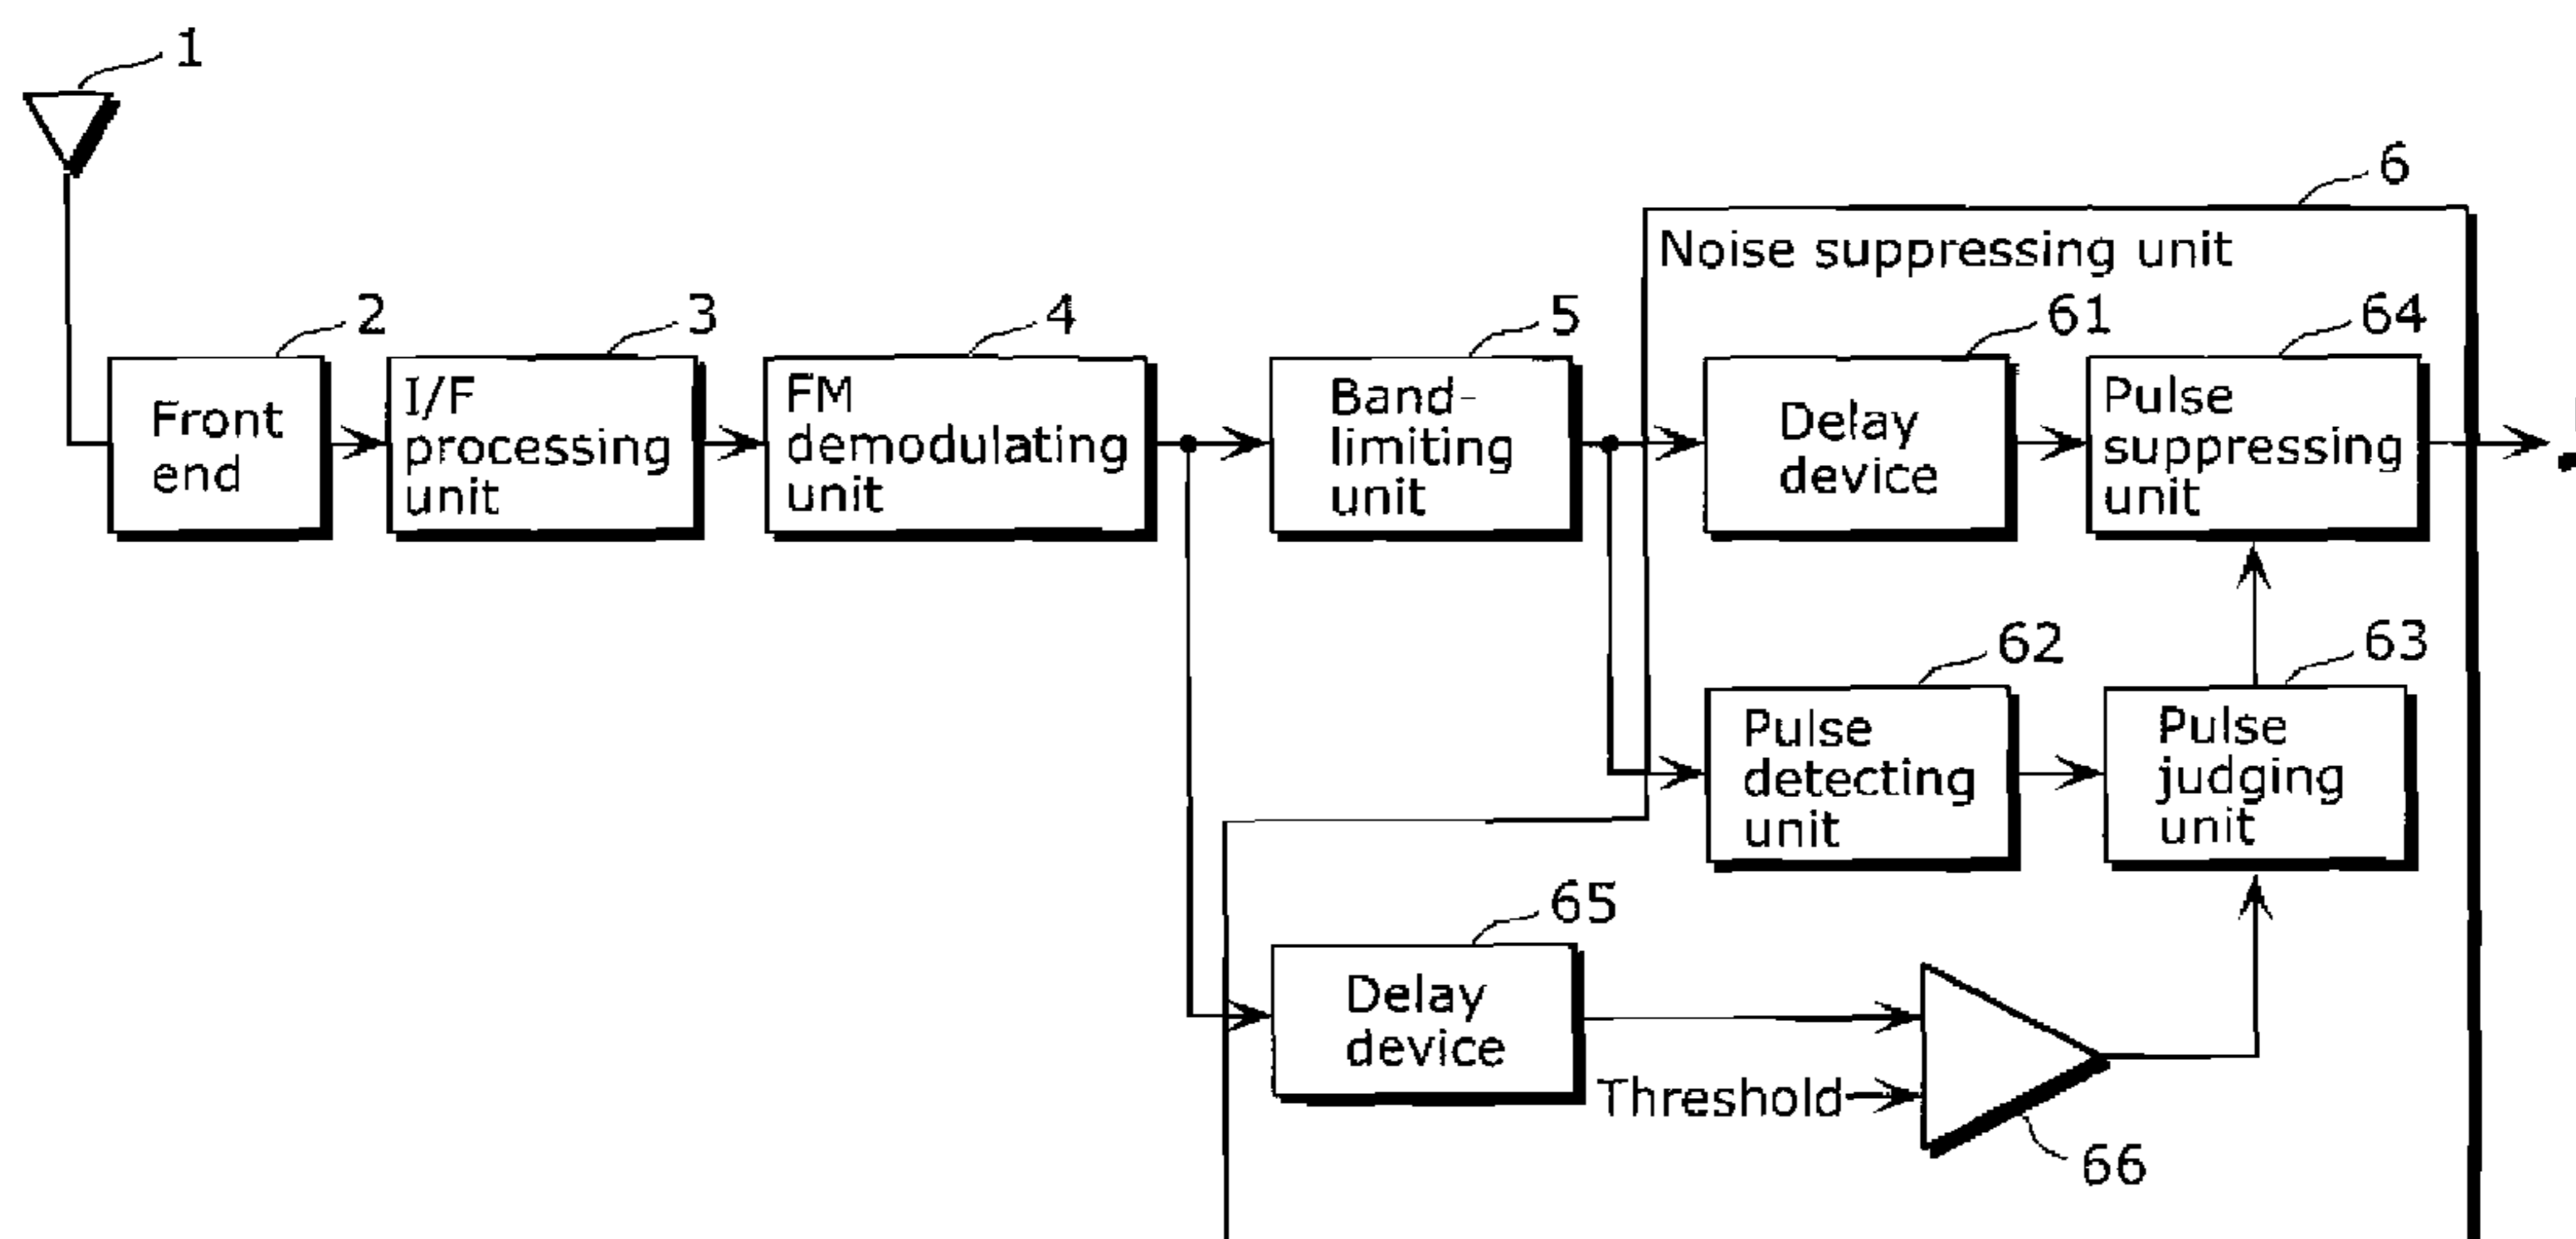 1
6
Noise suppressing unit
2
3
4
5
61
64
Front
end
I/F
processing
unit
FM
demodulating
unit
Band-
limiting
unit
Delay
device
Pulse
suppressing
unit
62
63
Pulse
detecting
unit
Pulse
judging
unit
65
Delay
device
Threshold
66